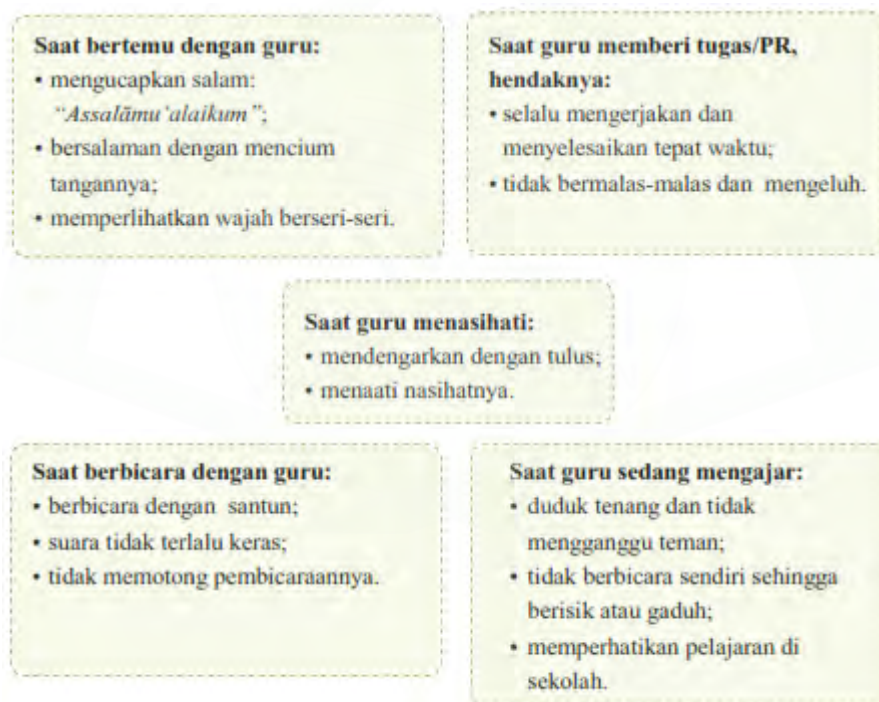 Saat bertemu dengan guru:
• mengucapkan salam:
“Assalāmu‘alaikum”;
• bersalaman dengan mencium
tangannya;
• memperlihatkan wajah berseri-seri.
Saat guru memberi tugas/PR,
hendaknya:
• selalu mengerjakan dan
menyelesaikan tepat waktu;
• tidak bermalas-malas dan mengeluh.
Saat guru menasihati:
• mendengarkan dengan tulus;
• menaati nasihatnya.
Saat berbicara dengan guru:
• berbicara dengan santun;
• suara tidak terlalu keras;
• tidak memotong pembicaraannya.
Saat guru sedang mengajar:
• duduk tenang dan tidak
mengganggu teman;
• tidak berbicara sendiri sehingga
berisik atau gaduh;
• memperhatikan pelajaran di
sekolah.